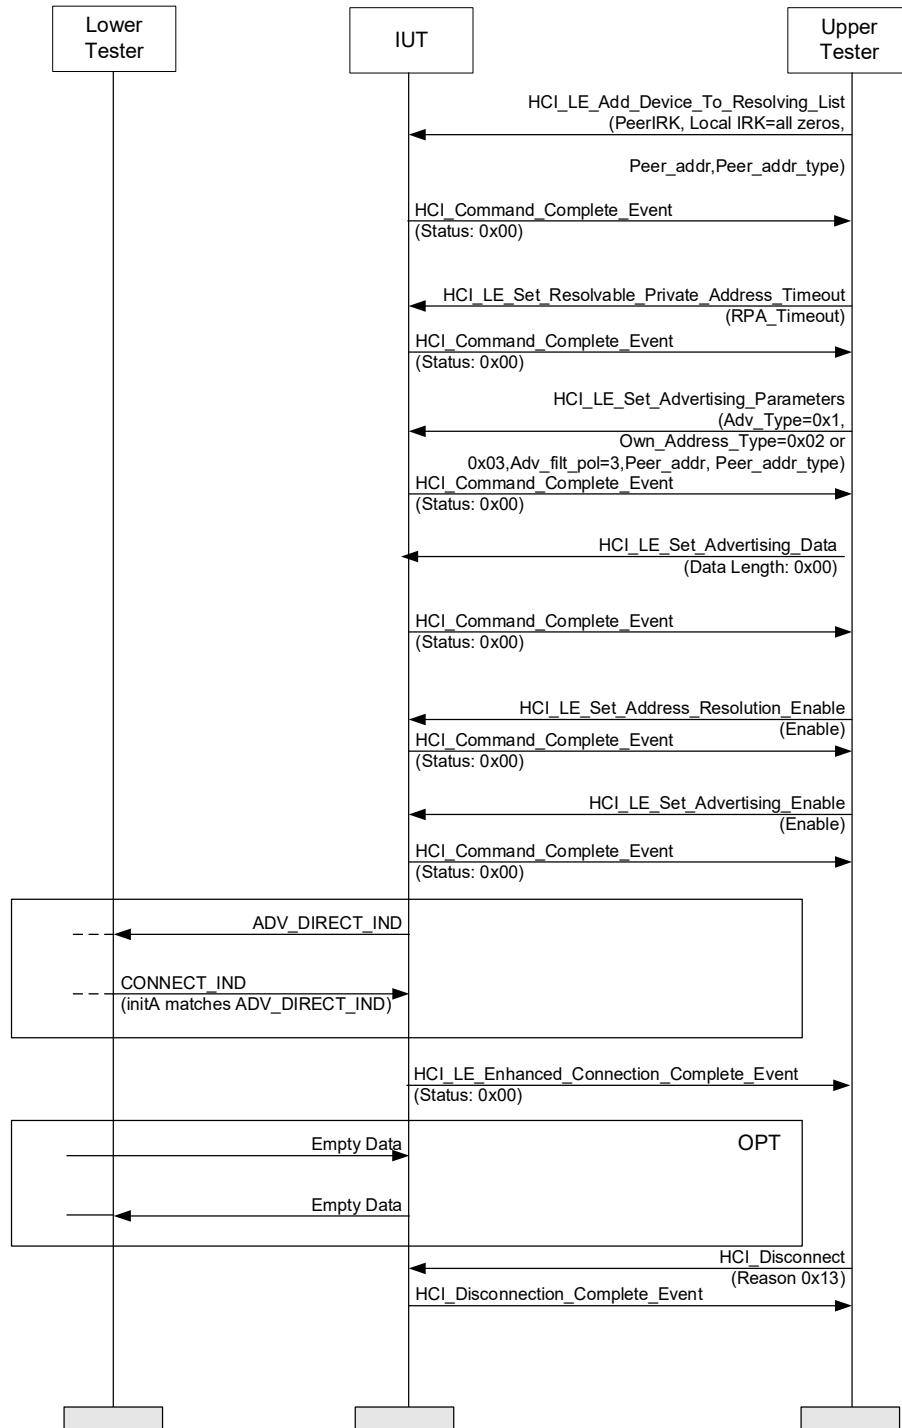 Lower
Tester
IUT
Upper
Tester
HCI_LE_Add_Device_To_Resolving_List
(PeerIRK, Local IRK=all zeros,
Peer_addr,Peer_addr_type)
HCI_Command_Complete_Event
(Status: 0x00)
HCI_LE_Set_Resolvable_Private_Address_Timeout
(RPA_Timeout)
HCI_Command_Complete_Event
(Status: 0x00)
HCI_LE_Set_Advertising_Parameters
(Adv_Type=0x1,
Own_Address_Type=0x02 or
0x03,Adv_filt_pol=3,Peer_addr, Peer_addr_type)
HCI_Command_Complete_Event
(Status: 0x00)
HCI_LE_Set_Advertising_Data
(Data Length: 0x00)
HCI_Command_Complete_Event
(Status: 0x00)
HCI_LE_Set_Address_Resolution_Enable
(Enable)
HCI_Command_Complete_Event
(Status: 0x00)
HCI_LE_Set_Advertising_Enable
(Enable)
HCI_Command_Complete_Event
(Status: 0x00)
ADV_DIRECT_IND
CONNECT_IND
(initA matches ADV_DIRECT_IND)
HCI_LE_Enhanced_Connection_Complete_Event
(Status: 0x00)
Empty Data
OPT
Empty Data
HCI_Disconnect
(Reason 0x13)
HCI_Disconnection_Complete_Event